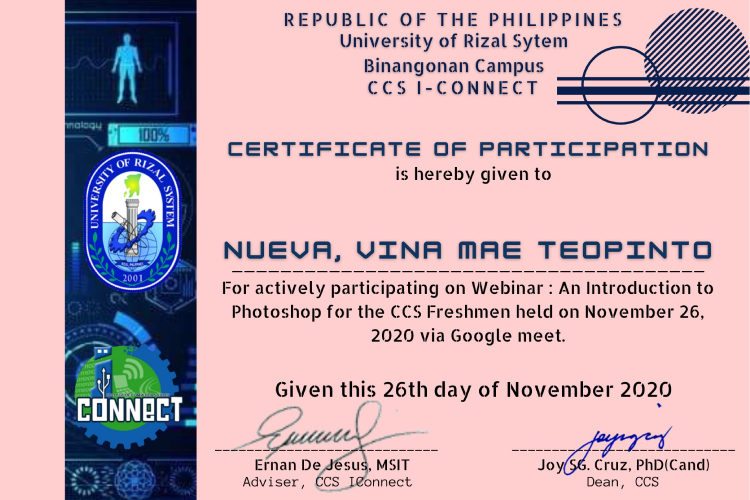 REPUBLIC OF THE PHILIPPINES
University of Rizal Sytem
Binangonan Campus
CCS I-CONNECT
CERTIFICATE OF PARTICIPATION
is hereby given to
NUEVA, VINA MAE TEOPINTO
For actively participating on Webinar : An Introduction to
Photoshop for the CCS Freshmen held on November 26,
2020 via Google meet.
Given this 26th day of November 2020
Ernan De Jesus, MSIT
Adviser, CCS IConnect
Joy SG. Cruz, PhD(Cand)
Dean, CCS
100%
UNIVERSITY OF RIZAL SYSTEM
2001
CONNECT